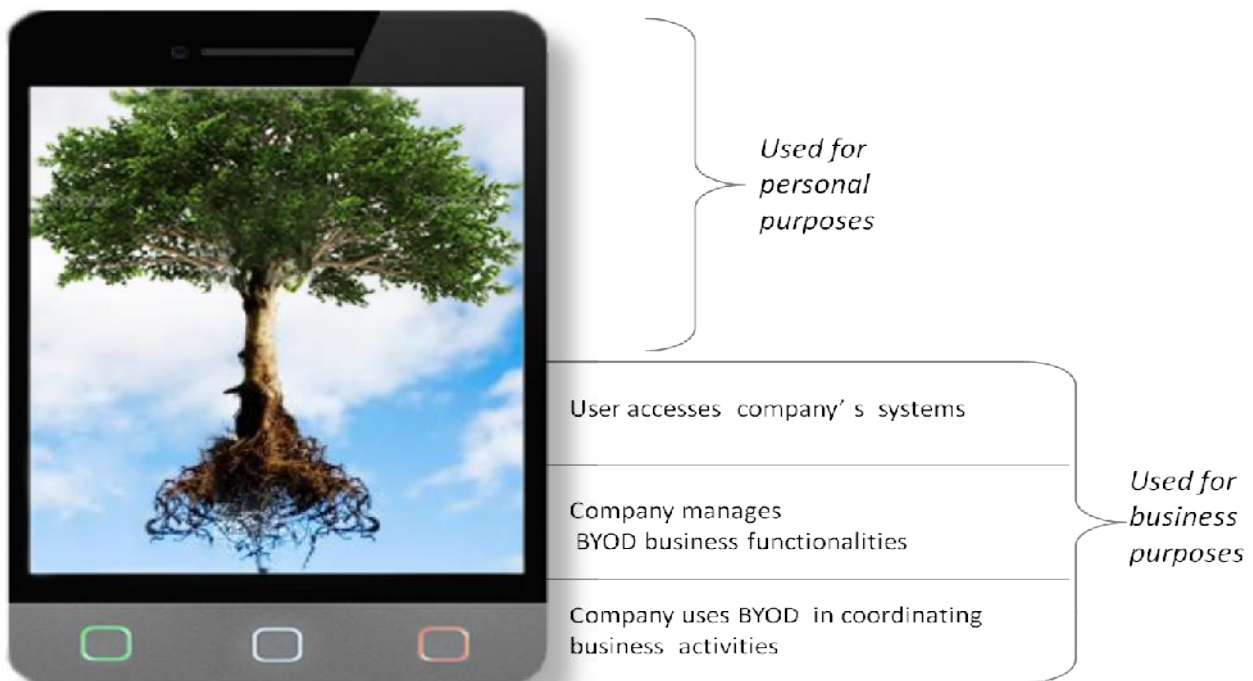 Used for
personal
purposes
User accesses company' s systems
Company manages
BYOD business functionalities
Used for
business
purposes
Company uses BYOD in coordinating
business activities